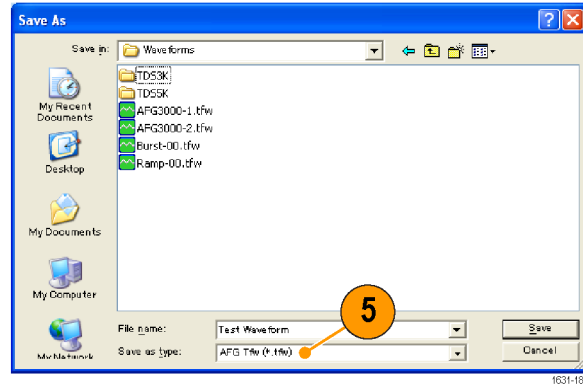 Save As
Save in:
Waveforms
TDS3K
TDS5K
AFG3000-1.tfw
AFG3000-2.tfw
Burst-00.tfw
Ramp-00.tfw
My Recent
Documents
Desktop
My Documents
My Computer
My Network
5
File name:
Test Waveform
Save
Save as type:
AFG Tfw (*.tfw)
Cancel
1631-18